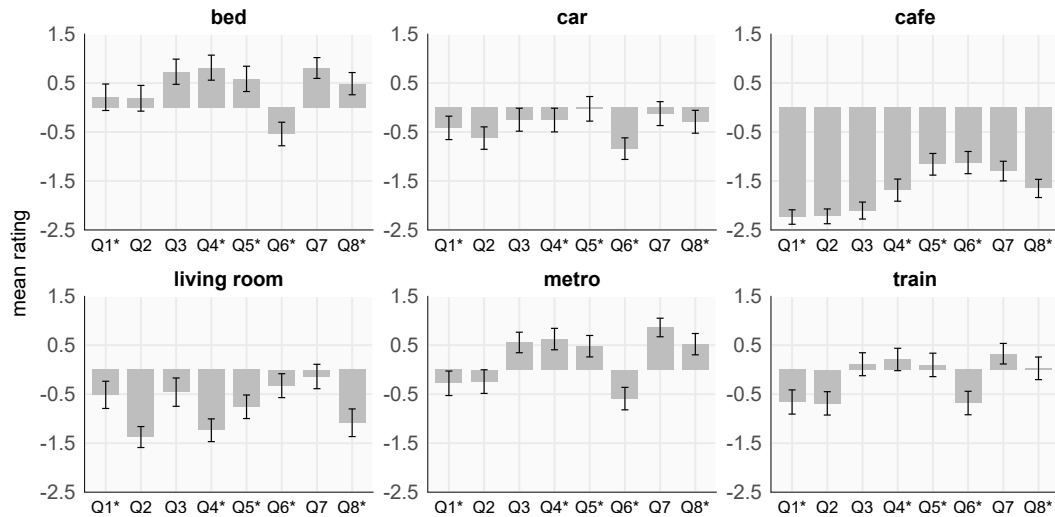 bed car cafe
1.5 1.5 1.5
0.5 0.5 0.5
-0.5 -0.5 -0.5
-1.5 -1.5 -1.5
-2.5 -2.5 -2.5
Q1* Q2 Q3 Q4* Q5* Q6* Q7 Q8* Q1* Q2 Q3 Q4* Q5* Q6* Q7 Q8* Q1* Q2 Q3 Q4* Q5* Q6* Q7 Q8*
mean rating
living room metro train
1.5 1.5 1.5
0.5 0.5 0.5
-0.5 -0.5 -0.5
-1.5 -1.5 -1.5
-2.5 -2.5 -2.5
Q1* Q2 Q3 Q4* Q5* Q6* Q7 Q8* Q1* Q2 Q3 Q4* Q5* Q6* Q7 Q8* Q1* Q2 Q3 Q4* Q5* Q6* Q7 Q8*